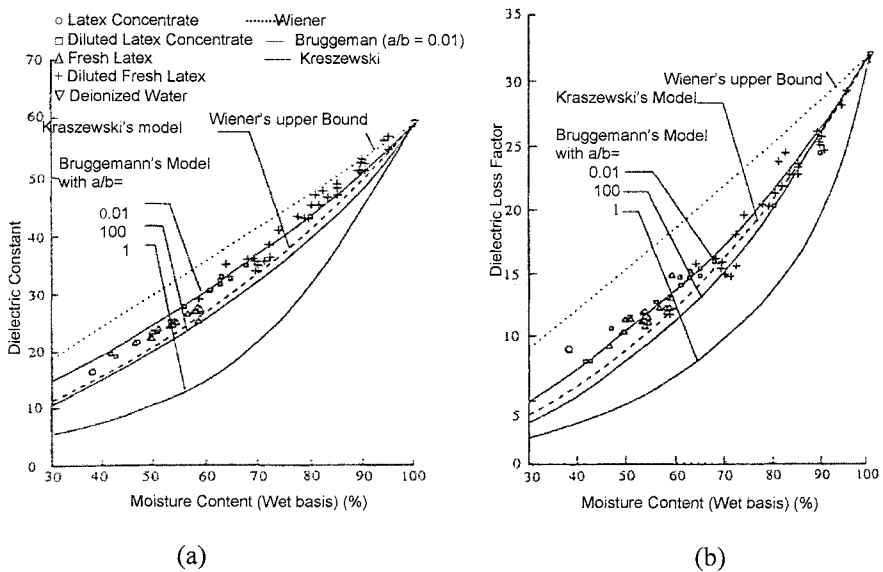 Latex Concentrate
Diluted Latex Concentrate
Fresh Latex
Diluted Fresh Latex
Deionized Water
Wiener
Bruggeman (a/b = 0.01)
Kreszewski
70
60
50
40
30
20
10
0
Dielectric Constant
Kraszewski's model
Wiener's upper Bound
Bruggemann's Model
with a/b=
0.01
100
1
30 40 50 60 70 80 90 100
Moisture Content (Wet basis) (%)
(a)
35
30
25
20
15
10
5
0
Dielectric Loss Factor
Wiener's upper Bound
Kraszewski's Model
Bruggemann's Model
with a/b=
0.01
100
1
30 40 50 60 70 80 90 100
Moisture Content (Wet basis) (%)
(b)